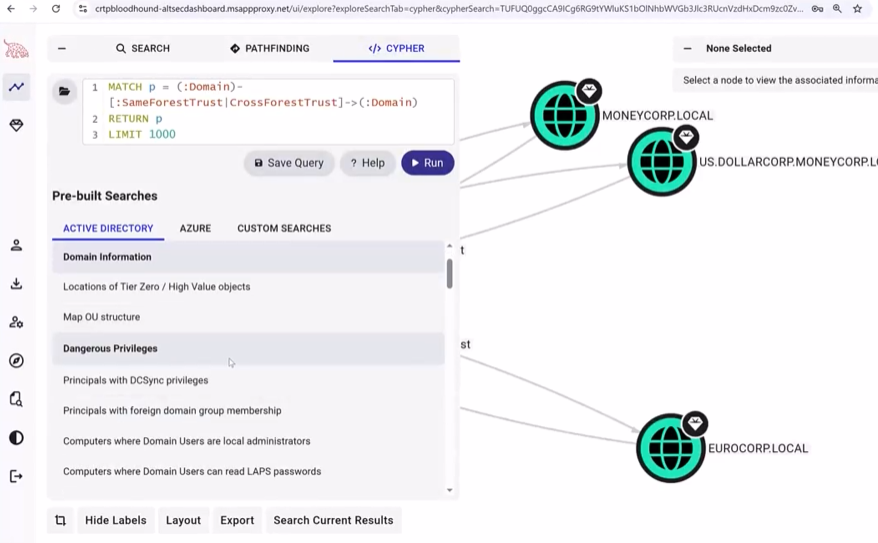 crtpbloodhound-altsecdashboard.msappproxy.net/ui/explore?exploreSearchTab=cypher&cypherSearch=
SEARCH
PATHFINDING
</> CYPHER
1 MATCH p = (:Domain)-
[:SameForestTrust|CrossForestTrust]->(:Domain)
2 RETURN p
3 LIMIT 1000
Save Query
? Help
Run
Pre-built Searches
ACTIVE DIRECTORY
AZURE
CUSTOM SEARCHES
Domain Information
Locations of Tier Zero / High Value objects
Map OU structure
Dangerous Privileges
Principals with DCSync privileges
Principals with foreign domain group membership
Computers where Domain Users are local administrators
Computers where Domain Users can read LAPS passwords
Hide Labels
Layout
Export
Search Current Results
t
st
MONEYCORP.LOCAL
US.DOLLARCORP.MONEYCORP.L
EUROCORP.LOCAL
None Selected
Select a node to view the associated informa